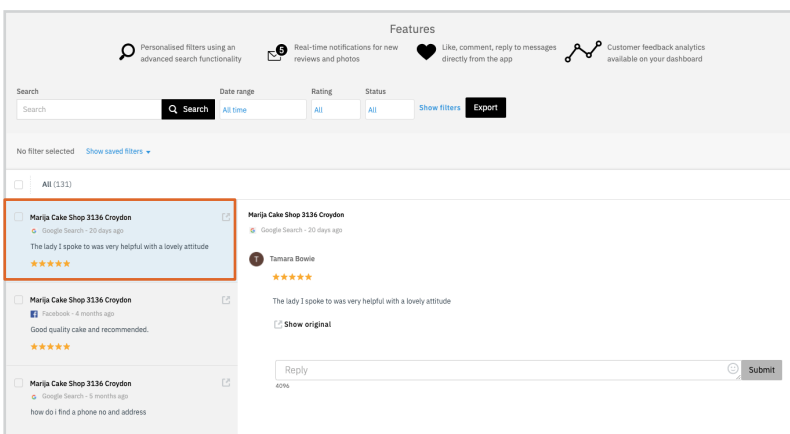 Features
Personalised filters using an
advanced search functionality
5
Real-time notifications for new
reviews and photos
Like, comment, reply to messages
directly from the app
Customer feedback analytics
available on your dashboard
Search
Date range
Rating
Status
Search
Search
All time
All
All
Show filters
Export
No filter selected
Show saved filters
All (131)
Marija Cake Shop 3136 Croydon
G Google Search - 20 days ago
The lady I spoke to was very helpful with a lovely attitude
Marija Cake Shop 3136 Croydon
f Facebook - 4 months ago
Good quality cake and recommended.
Marija Cake Shop 3136 Croydon
G Google Search - 5 months ago
how do i find a phone no and address
Marija Cake Shop 3136 Croydon
G Google Search - 20 days ago
T Tamara Bowie
The lady I spoke to was very helpful with a lovely attitude
Show original
Reply
Submit
4096